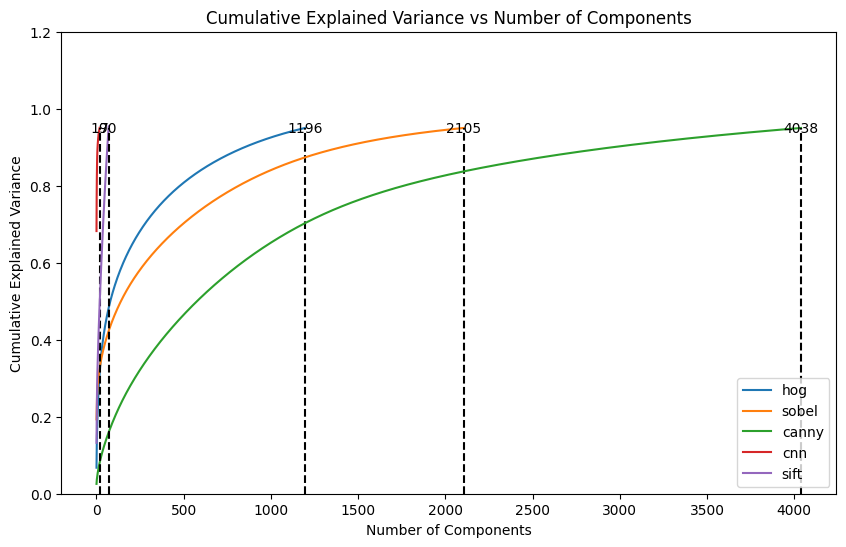 Cumulative Explained Variance vs Number of Components
Cumulative Explained Variance
1.2
1.0
0.8
0.6
0.4
0.2
0.0
1196
2105
4038
hog
sobel
canny
cnn
sift
0
500
1000
1500
2000
2500
3000
3500
4000
Number of Components